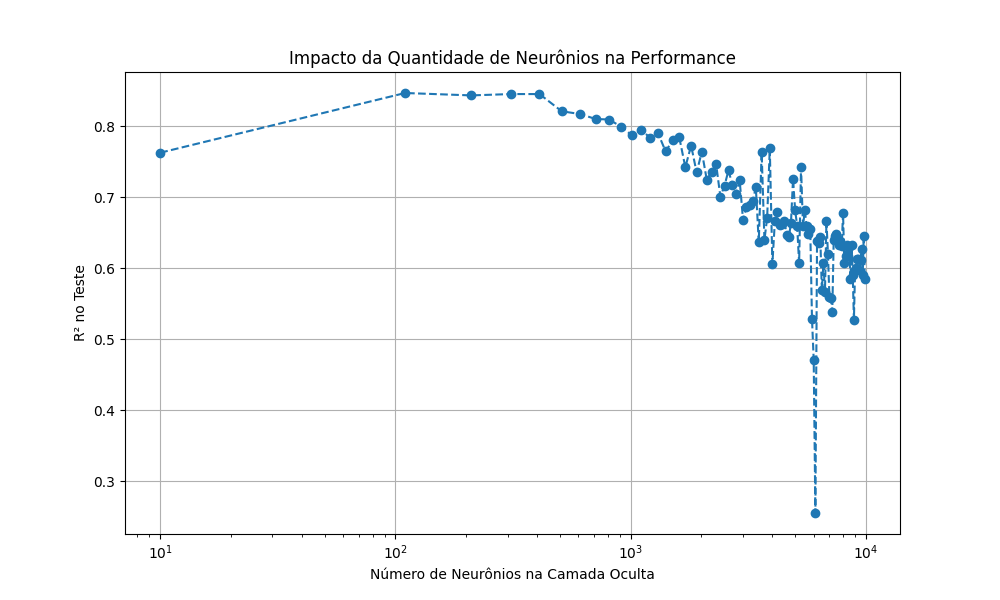 Impacto da Quantidade de Neurônios na Performance
R² no Teste
0.8
0.7
0.6
0.5
0.4
0.3
10¹ 10² 10³ 10⁴
Número de Neurônios na Camada Oculta